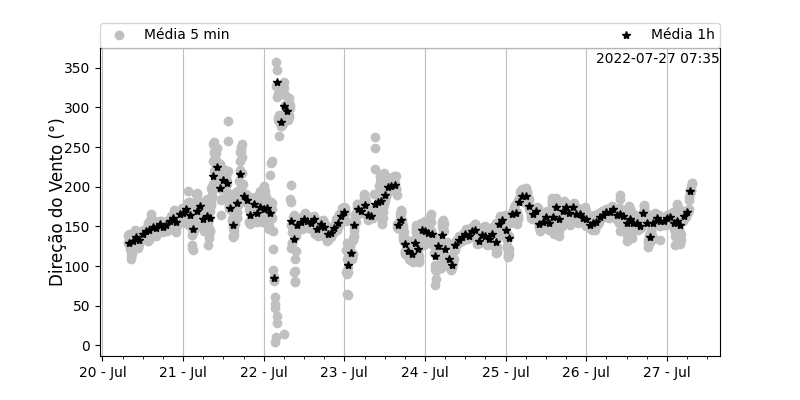 Média 5 min
Média 1h
2022-07-27 07:35
Direção do Vento (°)
350
300
250
200
150
100
50
0
20 - Jul
21 - Jul
22 - Jul
23 - Jul
24 - Jul
25 - Jul
26 - Jul
27 - Jul